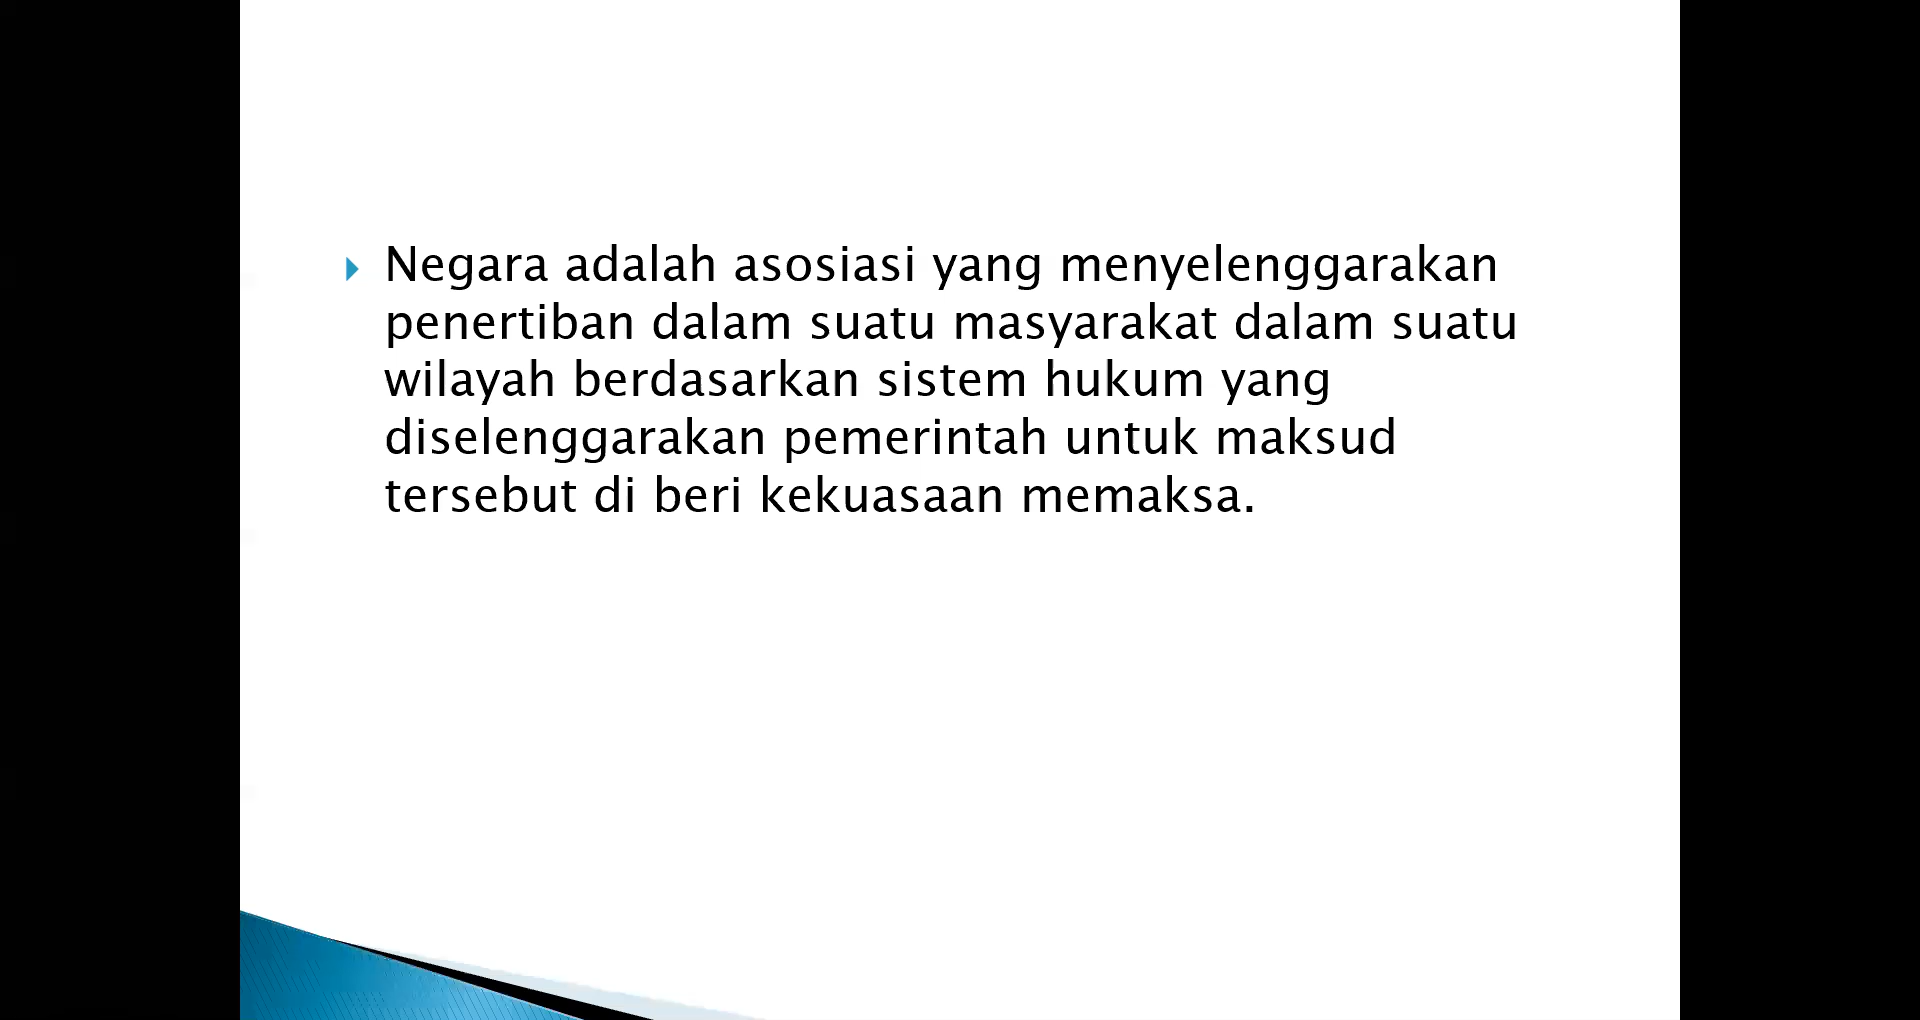 Negara adalah asosiasi yang menyelenggarakan
penertiban dalam suatu masyarakat dalam suatu
wilayah berdasarkan sistem hukum yang
diselenggarakan pemerintah untuk maksud
tersebut di beri kekuasaan memaksa.